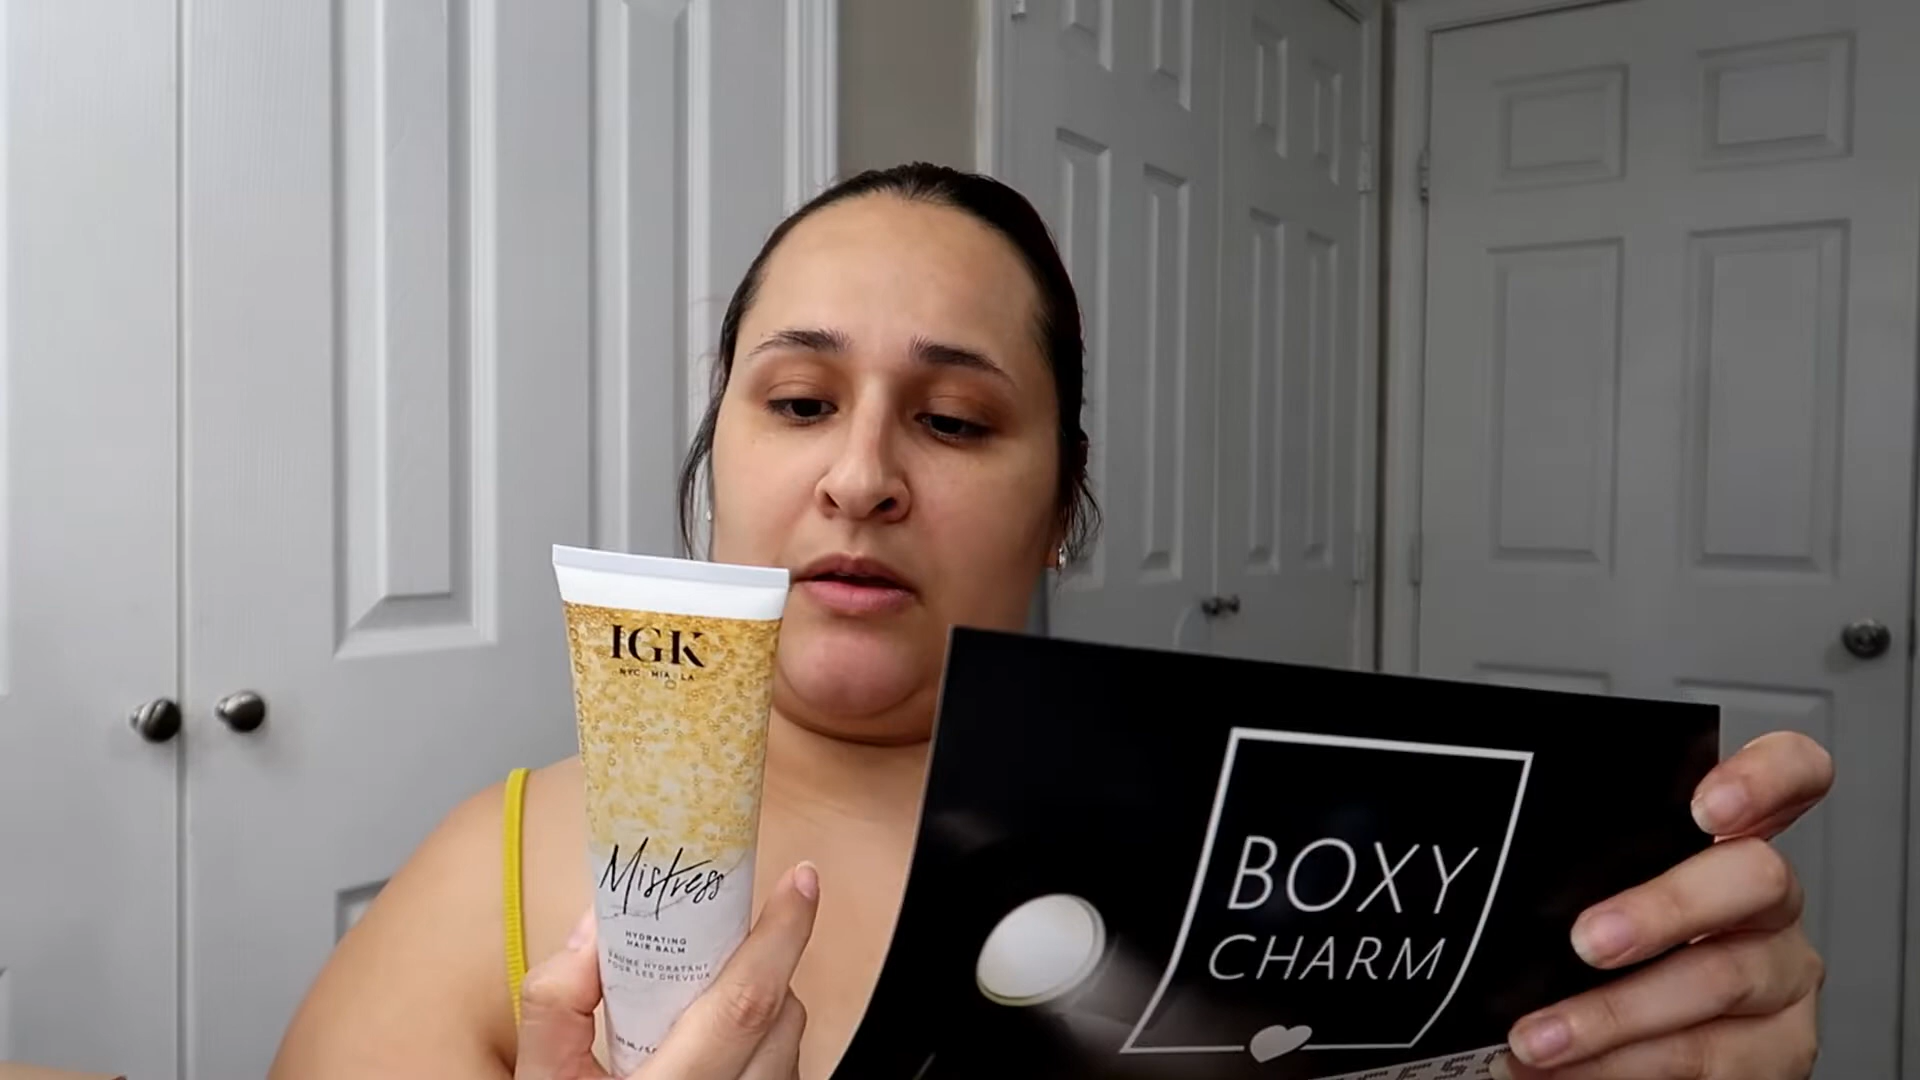 IGK
NYC MIA LA
Mistress
HYDRATING
HAIR BALM
BAUME HYDRATANT
POUR LES CHEVEUX
BOXY
CHARM